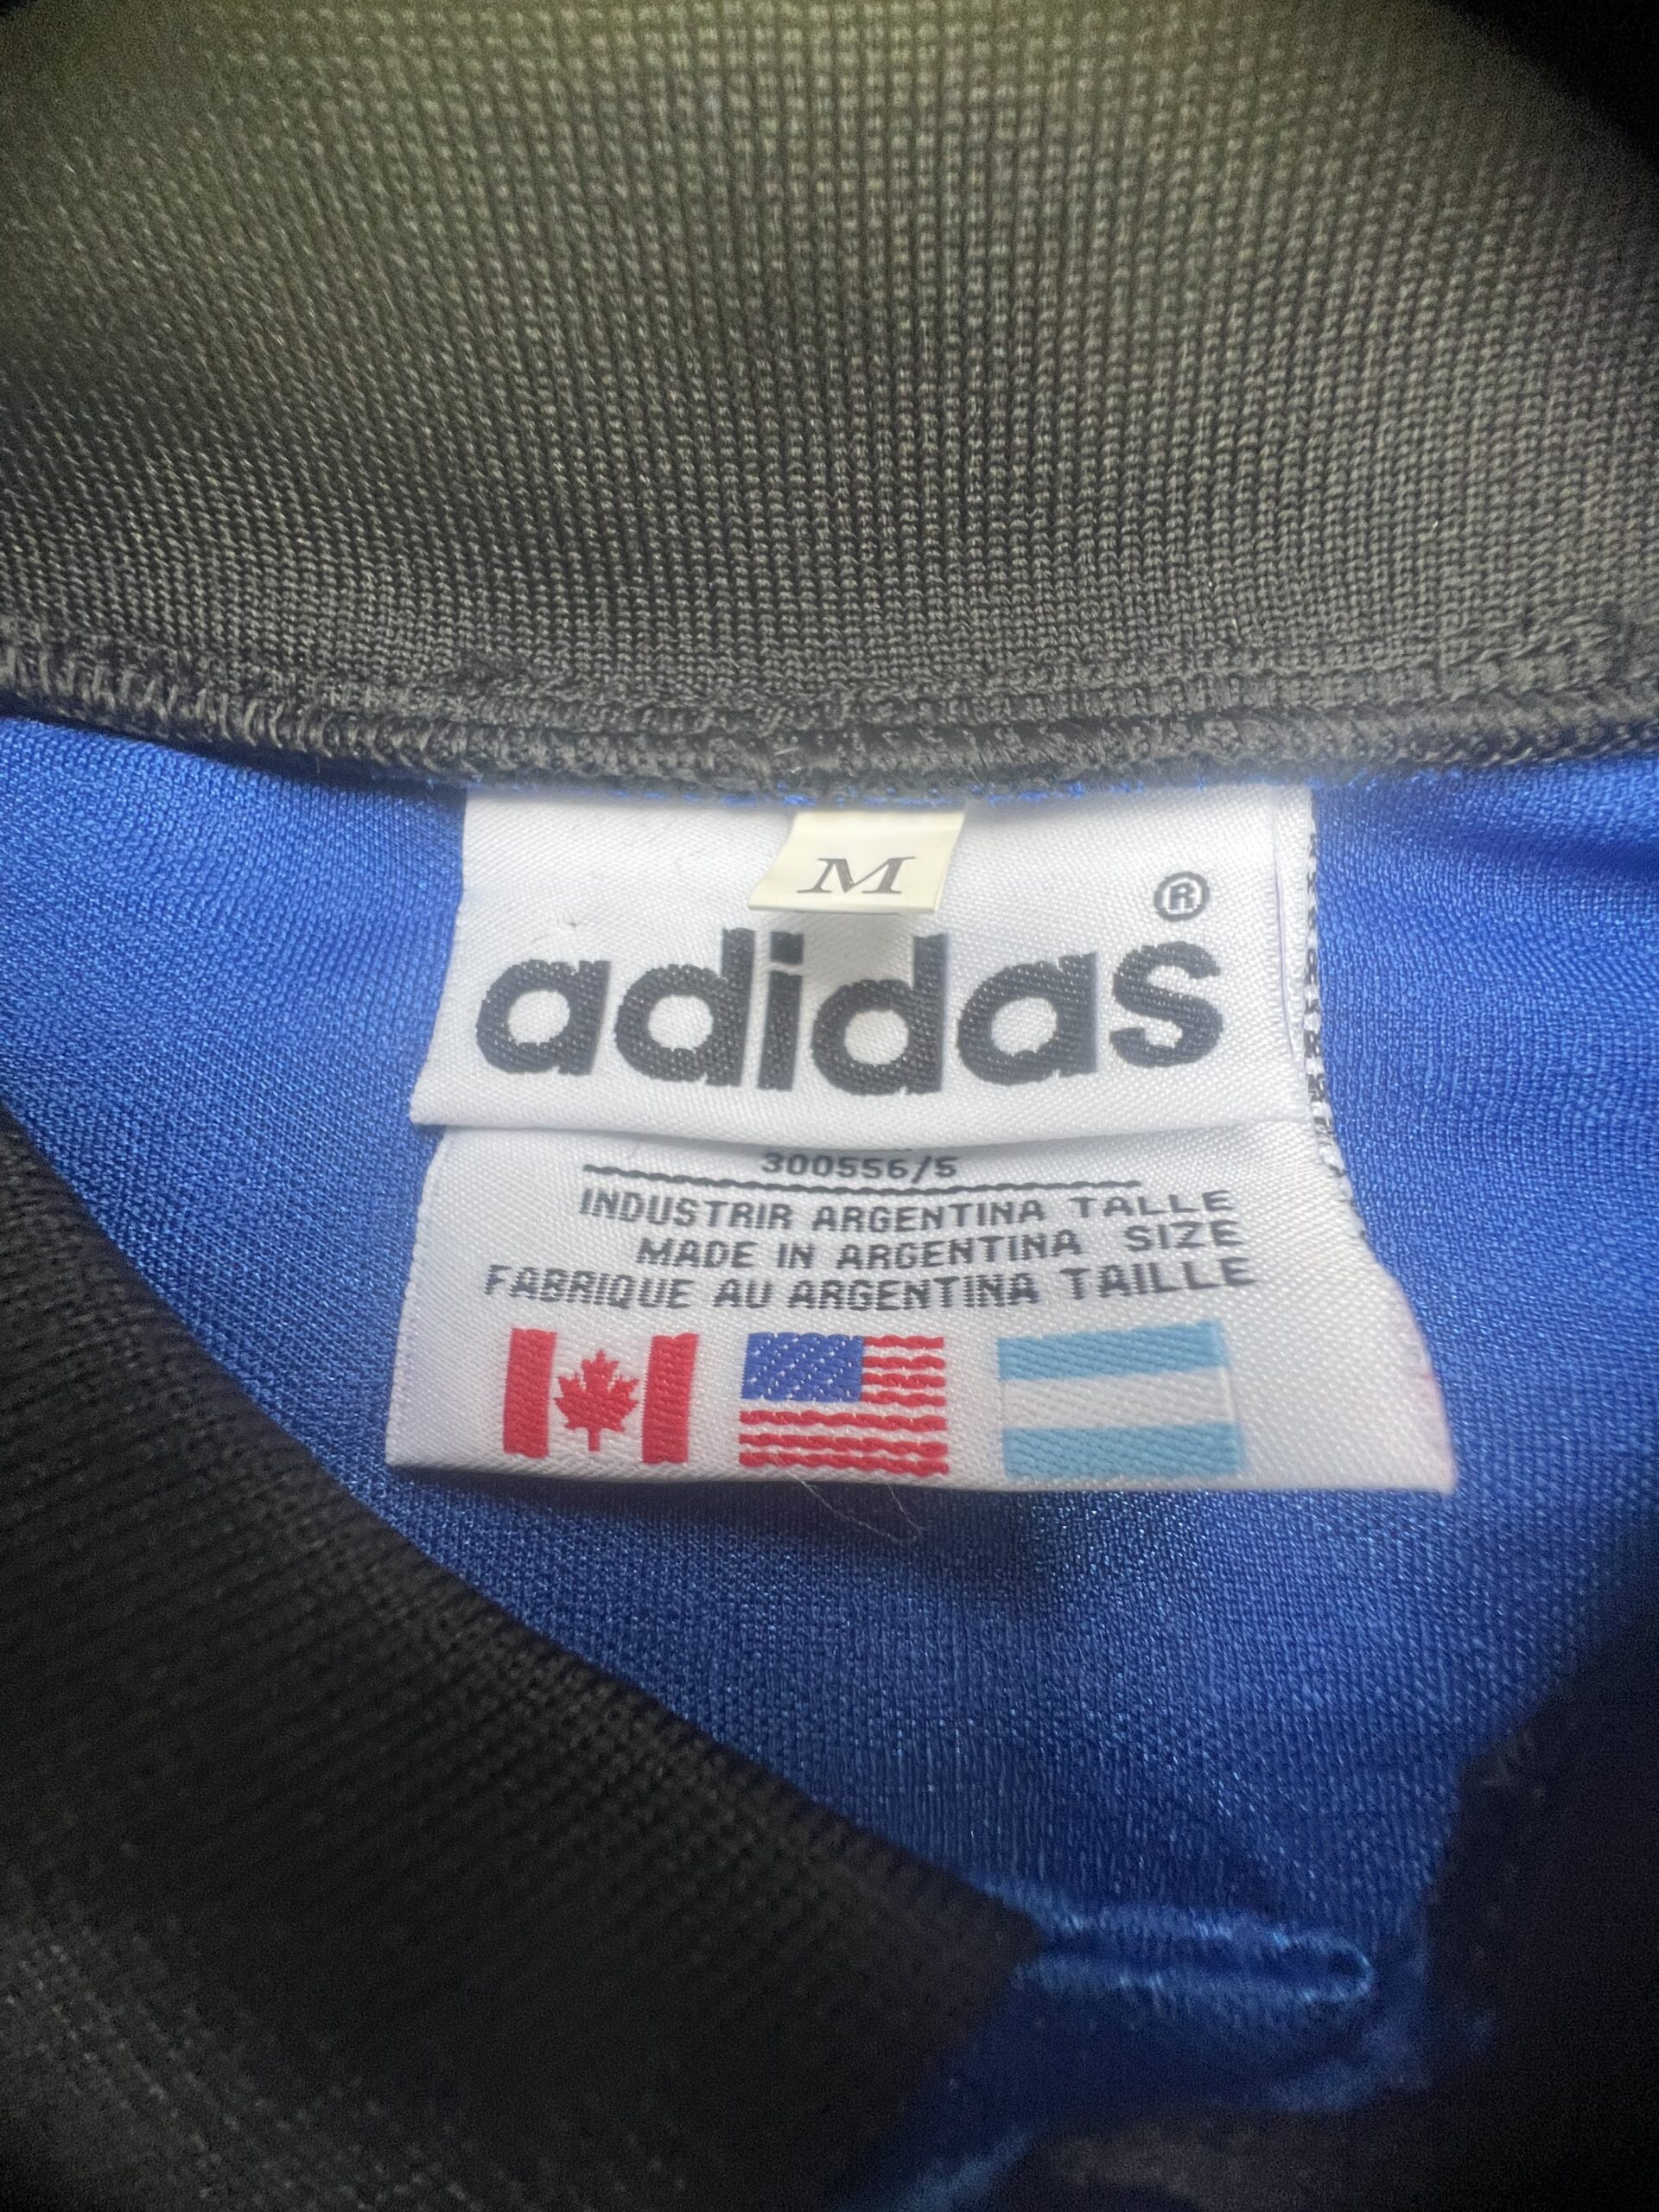 M
®
adidas
300556/5
INDUSTRIR ARGENTINA TALLE
MADE IN ARGENTINA SIZE
FABRIQUE AU ARGENTINA TAILLE